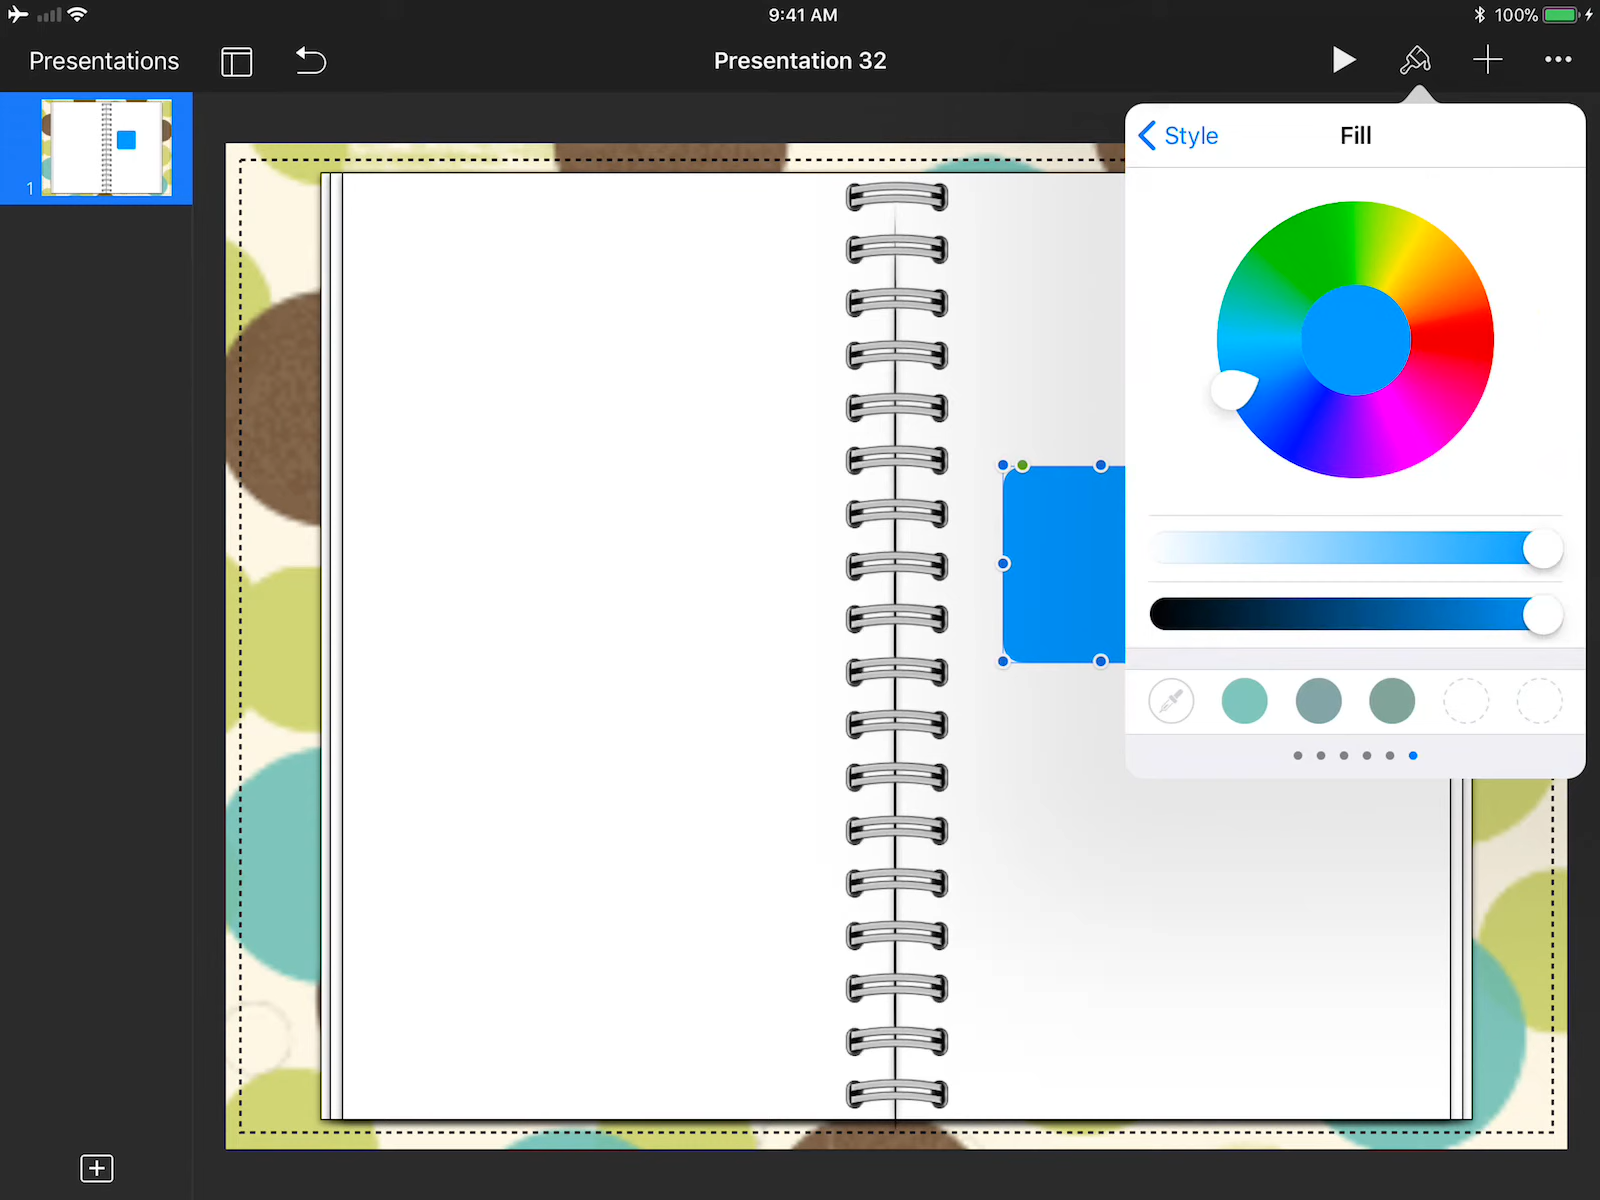 9:41 AM
100%
Presentations
Presentation 32
Style
Fill
1